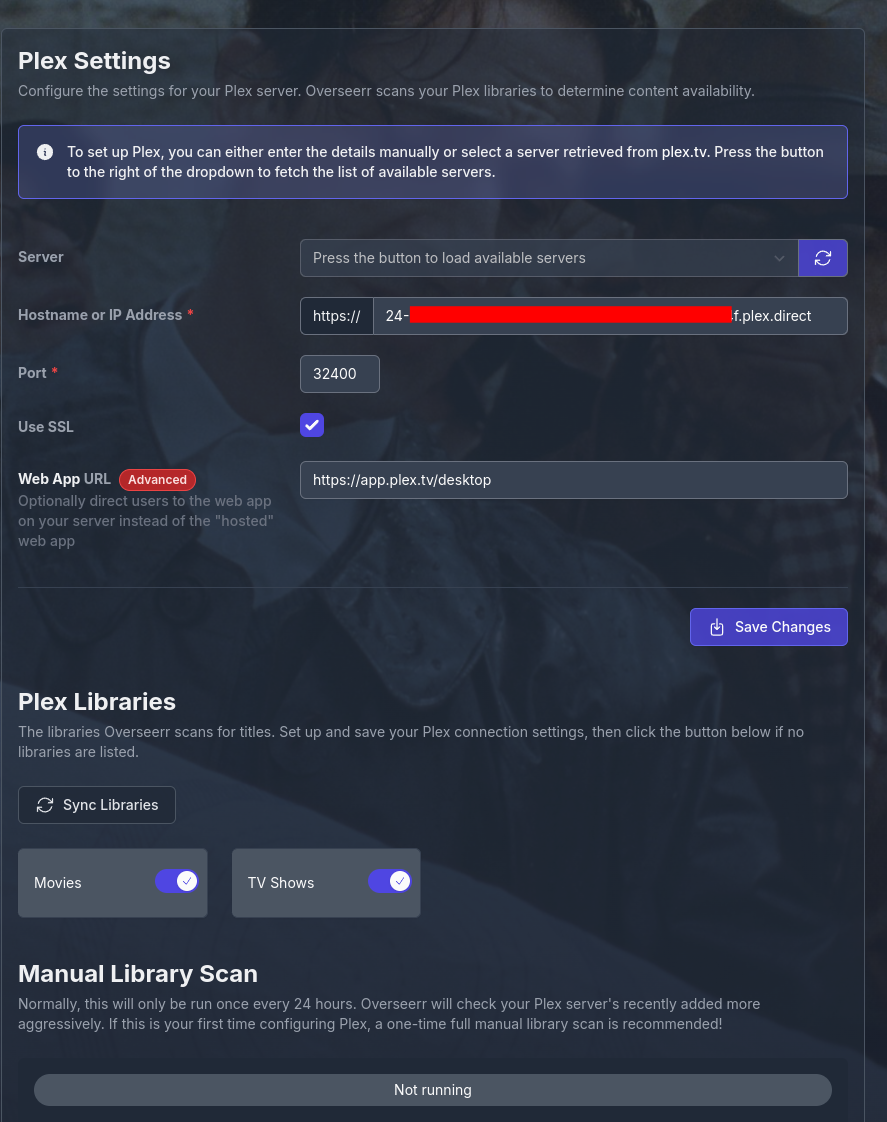 Plex Settings
Configure the settings for your Plex server. Overseerr scans your Plex libraries to determine content availability.
To set up Plex, you can either enter the details manually or select a server retrieved from plex.tv. Press the button
to the right of the dropdown to fetch the list of available servers.
Server
Press the button to load available servers
Hostname or IP Address *
https://
24-
f.plex.direct
Port *
32400
Use SSL
Web App URL Advanced
https://app.plex.tv/desktop
Optionally direct users to the web app
on your server instead of the "hosted"
web app
Save Changes
Plex Libraries
The libraries Overseerr scans for titles. Set up and save your Plex connection settings, then click the button below if no
libraries are listed.
Sync Libraries
Movies
TV Shows
Manual Library Scan
Normally, this will only be run once every 24 hours. Overseerr will check your Plex server's recently added more
aggressively. If this is your first time configuring Plex, a one-time full manual library scan is recommended!
Not running